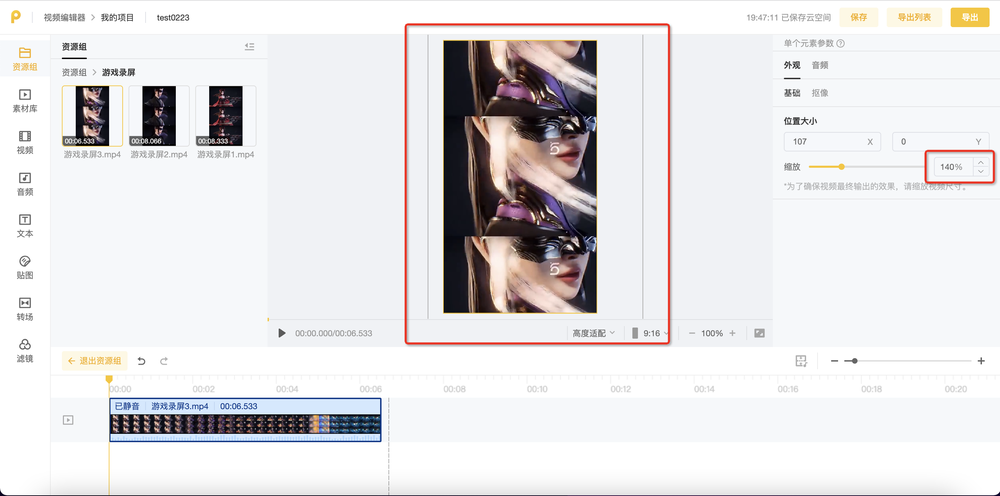 视频编辑器 > 我的项目 test0223
19:47:11 已保存云空间 保存 导出列表 导出
资源组
素材库
视频
音频
文本
贴图
转场
滤镜
资源组
资源组 > 游戏录屏
00:06.533 00:08.066 00:08.333
游戏录屏3.mp4 游戏录屏2.mp4 游戏录屏1.mp4
00:00.000/00:06.533 高度适配 9:16 100%
单个元素参数
外观 音频
基础 抠像
位置大小
107 X 0 Y
缩放 140%
*为了确保视频最终输出的效果，请缩放视频尺寸。
退出资源组
00:00 00:02 00:04 00:06 00:08 00:10 00:12 00:14 00:16 00:18 00:20
已静音 游戏录屏3.mp4 00:06.533